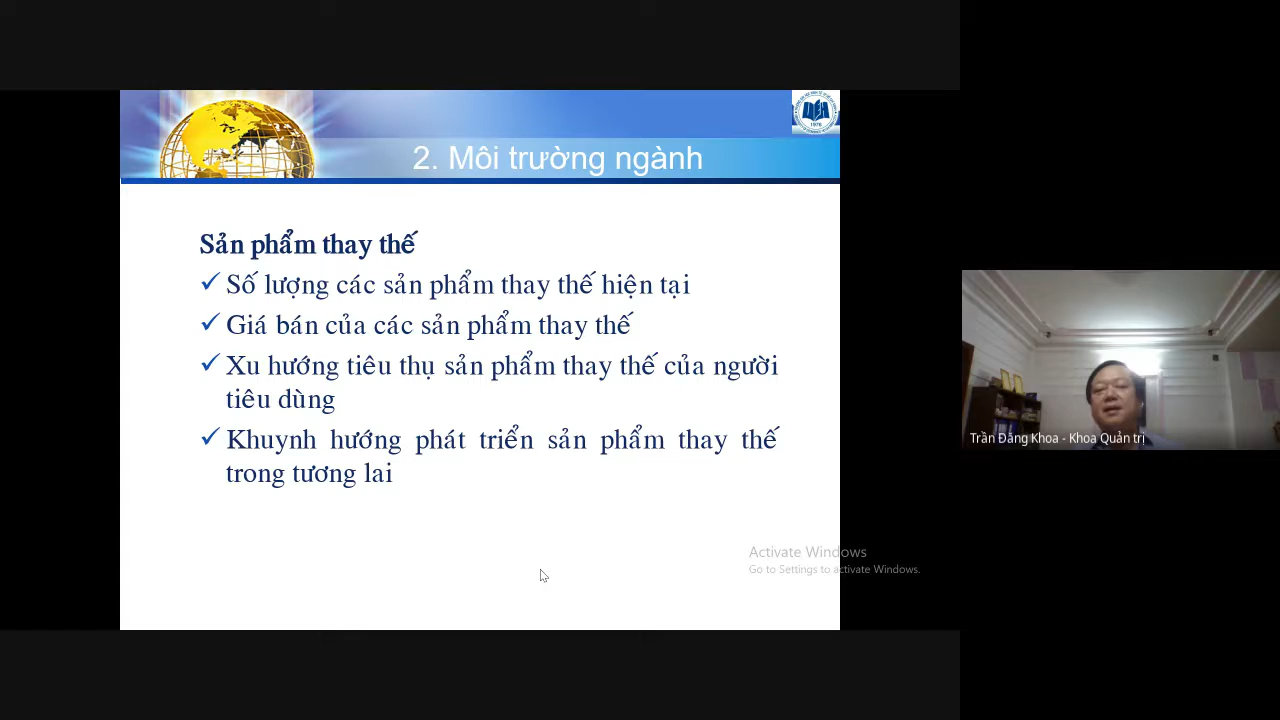 2. Môi trường ngành
1976
Sản phẩm thay thế
Số lượng các sản phẩm thay thế hiện tại
Giá bán của các sản phẩm thay thế
Xu hướng tiêu thụ sản phẩm thay thế của người
tiêu dùng
Khuynh hướng phát triển sản phẩm thay thế
trong tương lai
Trần Đăng Khoa - Khoa Quản trị
Activate Windows
Go to Settings to activate Windows.